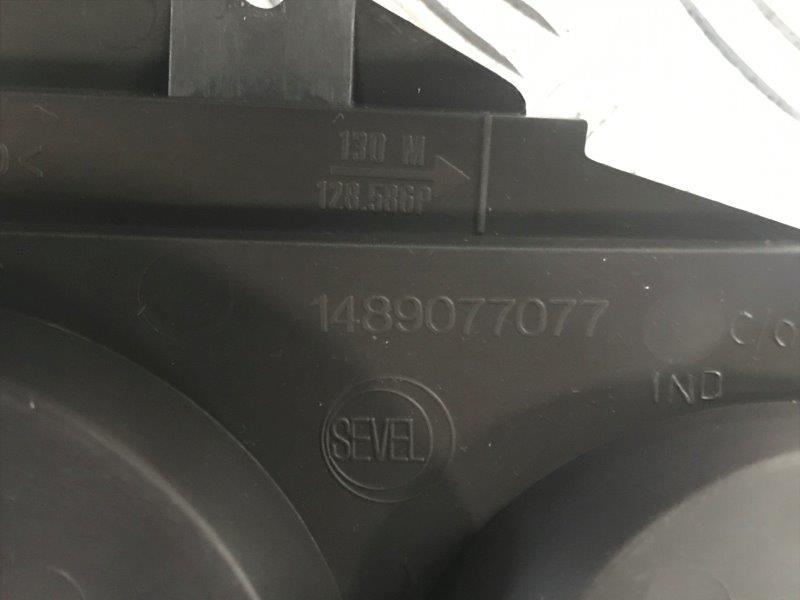 130 M
128.586P
1489077077
C/O
IND
SEVEL